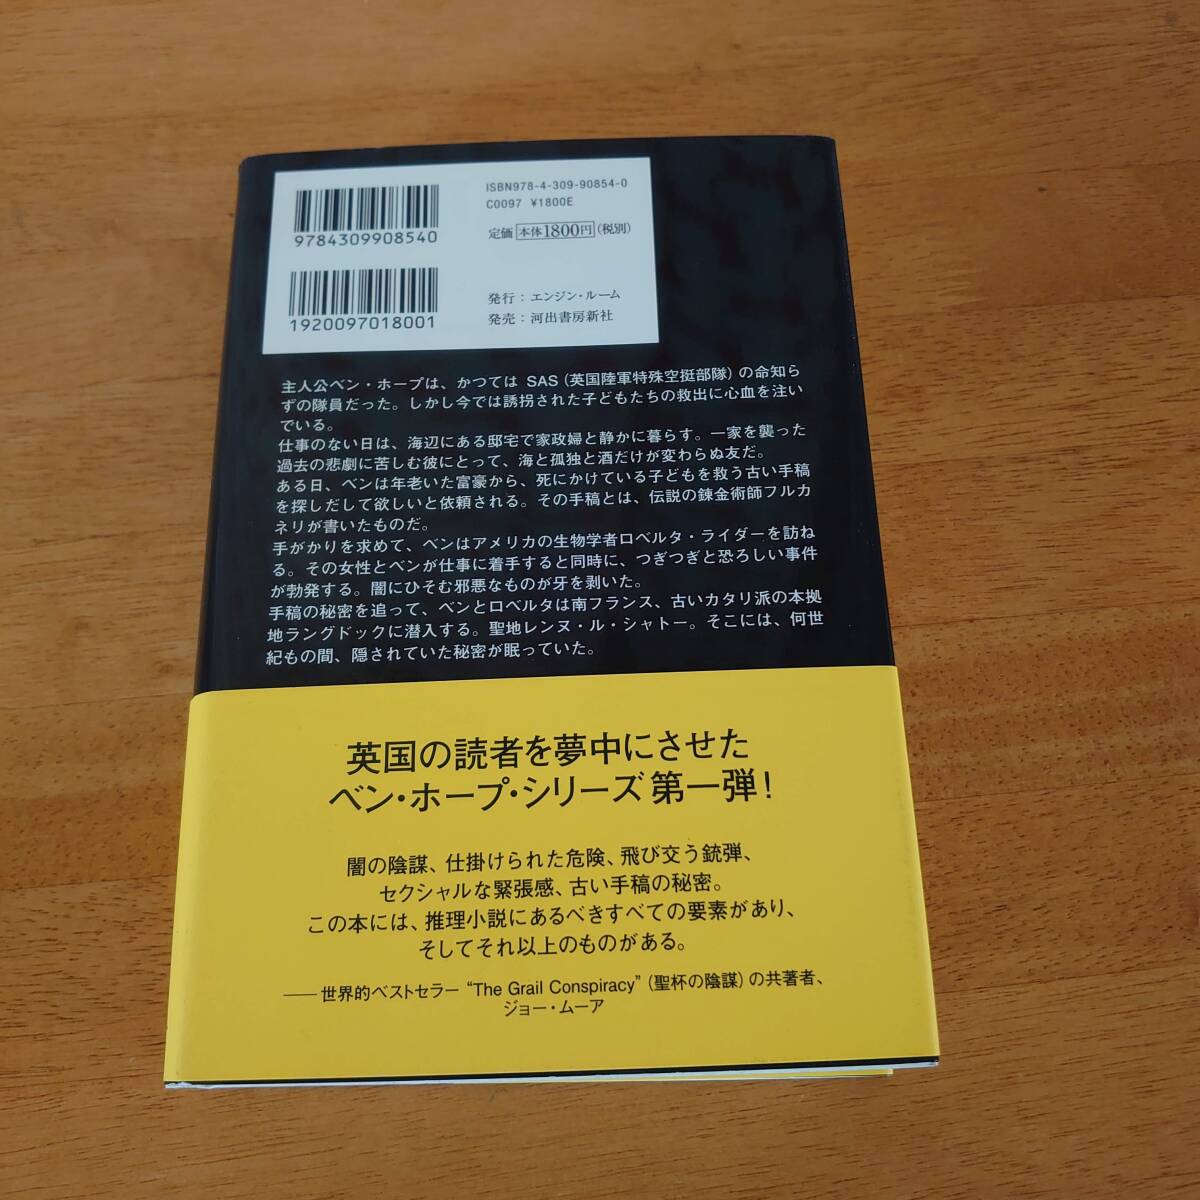 ISBN978-4-309-90854-0
C0097 ¥1800E
9784309908540
定価 本体1800円(税別)
1920097018001
発行：エンジン・ルーム
発売：河出書房新社
主人公ベン・ホープは、かつては SAS（英国陸軍特殊空挺部隊）の命知ら
ずの隊員だった。しかし今では誘拐された子どもたちの救出に心血を注い
でいる。
仕事のない日は、海辺にある邸宅で家政婦と静かに暮らす。一家を襲った
過去の悲劇に苦しむ彼にとって、海と孤独と酒だけが変わらぬ友だ。
ある日、ベンは年老いた富豪から、死にかけている子どもを救う古い手稿
を探しだして欲しいと依頼される。その手稿とは、伝説の錬金術師フルカ
ネリが書いたものだ。
手がかりを求めて、ベンはアメリカの生物学者ロベルタ・ライダーを訪ね
る。その女性とベンが仕事に着手すると同時に、つぎつぎと恐ろしい事件
が勃発する。闇にひそむ邪悪なものが牙を剥いた。
手稿の秘密を追って、ベンとロベルタは南フランス、古いカタリ派の本拠
地ラングドックに潜入する。聖地レンヌ・ル・シャトー。そこには、何世
紀もの間、隠されていた秘密が眠っていた。
英国の読者を夢中にさせた
ベン・ホープ・シリーズ第一弾！
闇の陰謀、仕掛けられた危険、飛び交う銃弾、
セクシャルな緊張感、古い手稿の秘密。
この本には、推理小説にあるべきすべての要素があり、
そしてそれ以上のものがある。
——世界的ベストセラー “The Grail Conspiracy”（聖杯の陰謀）の共著者、
ジョー・ムーア